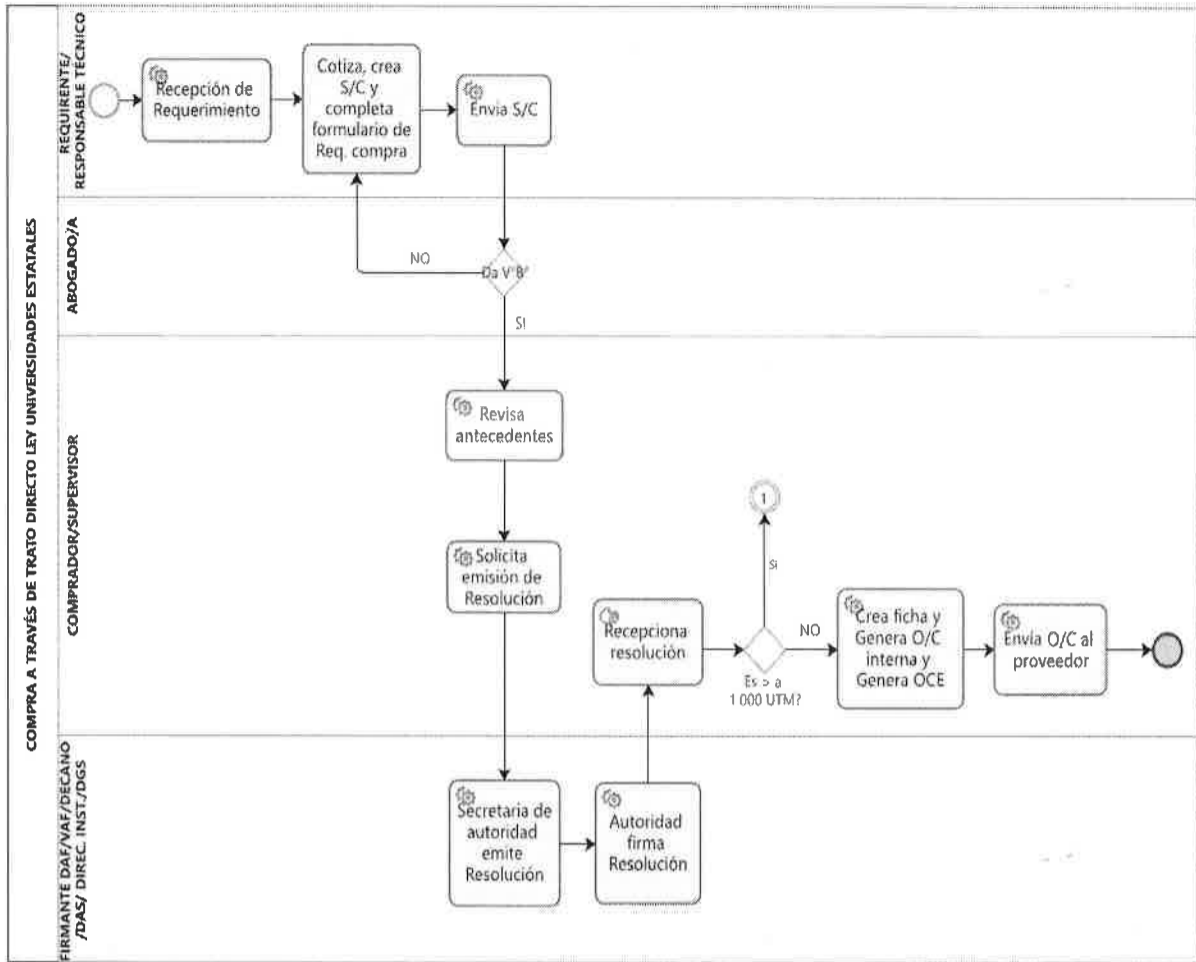 COMPRA A TRAVÉS DE TRATO DIRECTO LEY UNIVERSIDADES ESTATALES
REQUIRENTE/
RESPONSABLE TÉCNICO
Recepción de
Requerimiento
Cotiza, crea
S/C y
completa
formulario de
Req. compra
Envia S/C
ABOGADO/A
NO
Da V°B°
SI
COMPRADOR/SUPERVISOR
Revisa
antecedentes
Solicita
emisión de
Resolución
Recepciona
resolución
1
Si
Es > a
1 000 UTM?
NO
Crea ficha y
Genera O/C
interna y
Genera OCE
Envía O/C al
proveedor
FIRMANTE DAF/VAF/DECANO
/DAS/ DIREC. INST./DGS
Secretaria de
autoridad
emite
Resolución
Autoridad
firma
Resolución